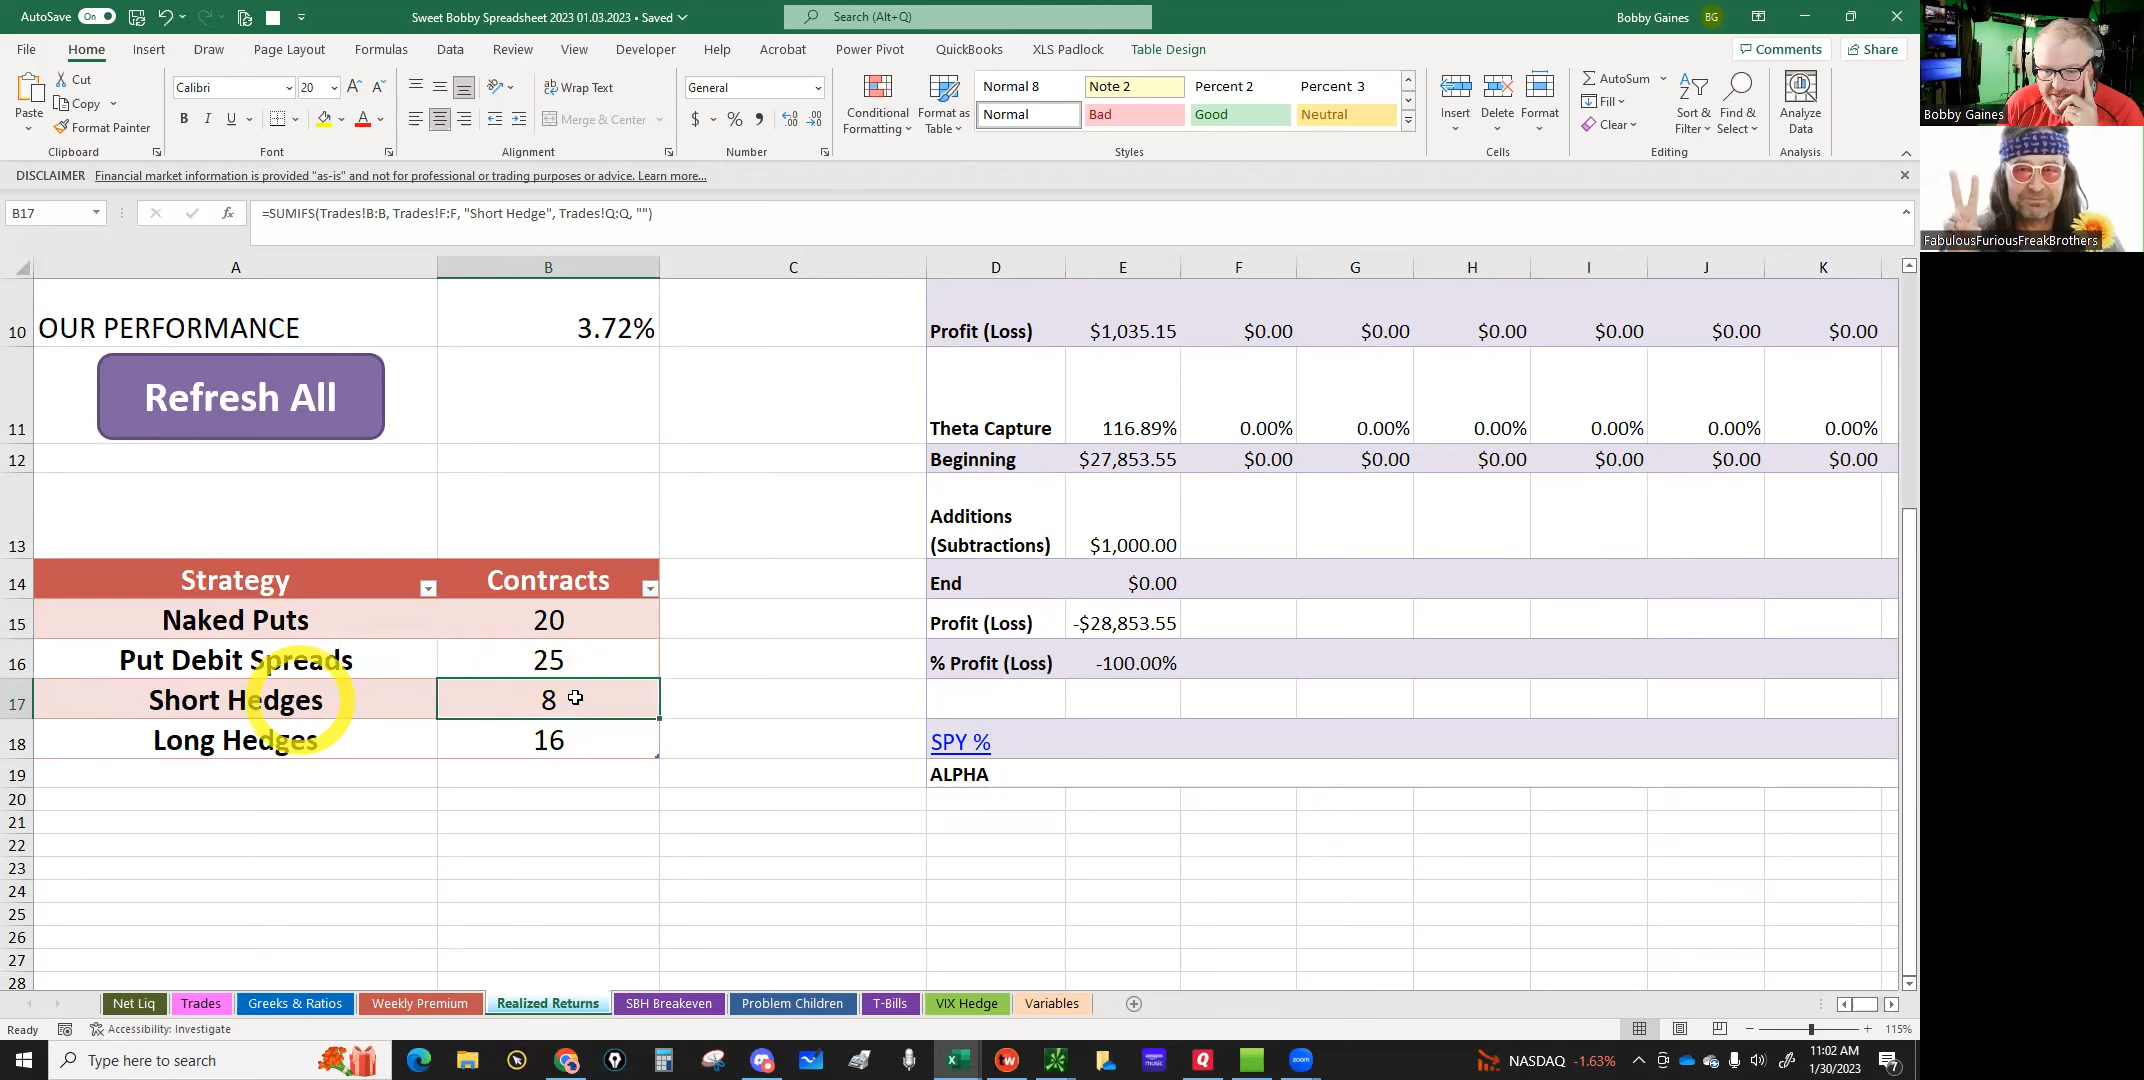 AutoSave On Sweet Bobby Spreadsheet 2023 01.03.2023 • Saved Search (Alt+Q) Bobby Gaines BG
File Home Insert Draw Page Layout Formulas Data Review View Developer Help Acrobat Power Pivot QuickBooks XLS Padlock Table Design Comments Share
Paste Cut Copy Format Painter Calibri 20 Wrap Text Merge & Center General
Conditional Formatting Format as Table Normal 8 Note 2 Percent 2 Percent 3
Normal Bad Good Neutral
Insert Delete Format AutoSum Fill Clear Sort & Filter Find & Select Analyze Data
Clipboard Font Alignment Number Styles Cells Editing Analysis
DISCLAIMER Financial market information is provided "as-is" and not for professional or trading purposes or advice. Learn more...
B17 fx =SUMIFS(Trades!B:B, Trades!F:F, "Short Hedge", Trades!Q:Q, "")
A B C D E F G H I J K
10 OUR PERFORMANCE 3.72% Profit (Loss) $1,035.15 $0.00 $0.00 $0.00 $0.00 $0.00 $0.00
Refresh All
11 Theta Capture 116.89% 0.00% 0.00% 0.00% 0.00% 0.00% 0.00%
12 Beginning $27,853.55 $0.00 $0.00 $0.00 $0.00 $0.00 $0.00
Additions
13 (Subtractions) $1,000.00
14 Strategy Contracts End $0.00
15 Naked Puts 20 Profit (Loss) -$28,853.55
16 Put Debit Spreads 25 % Profit (Loss) -100.00%
17 Short Hedges 8
18 Long Hedges 16 SPY %
19 ALPHA
20
21
22
23
24
25
26
27
28
Net Liq Trades Greeks & Ratios Weekly Premium Realized Returns SBH Breakeven Problem Children T-Bills VIX Hedge Variables
Ready Accessibility: Investigate 115%
Type here to search NASDAQ -1.63% 11:02 AM
1/30/2023 7
Bobby Gaines
FabulousFuriousFreakBrothers